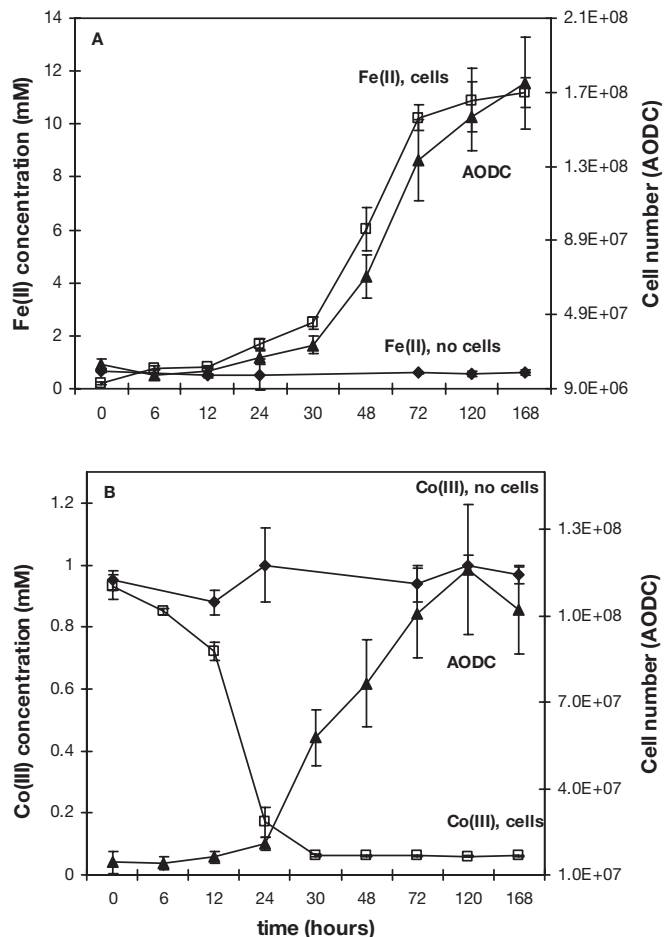 A
Fe(II) concentration (mM)
14
12
10
8
6
4
2
0
2.1E+08
1.7E+08
1.3E+08
8.9E+07
4.9E+07
9.0E+06
Cell number (AODC)
Fe(II), cells
AODC
Fe(II), no cells
0 6 12 24 30 48 72 120 168
B
Co(III) concentration (mM)
1.2
1
0.8
0.6
0.4
0.2
0
1.3E+08
1.0E+08
7.0E+07
4.0E+07
1.0E+07
Cell number (AODC)
Co(III), no cells
AODC
Co(III), cells
0 6 12 24 30 48 72 120 168
time (hours)